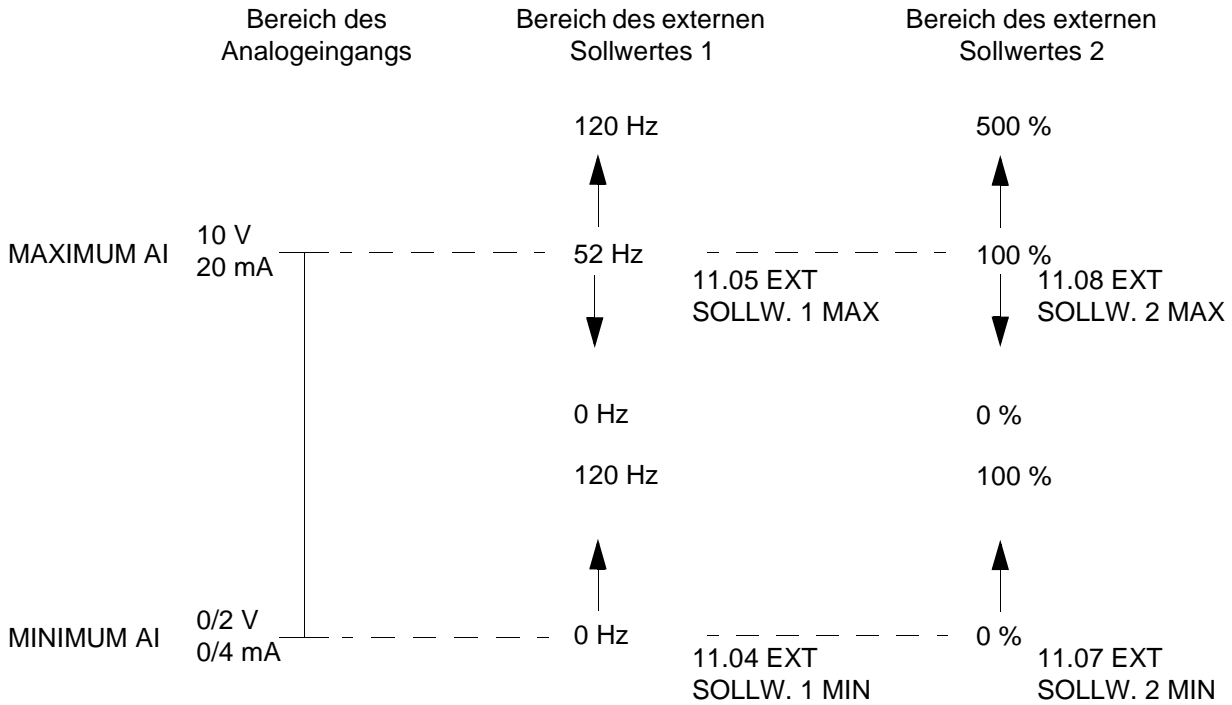 Bereich des
Analogeingangs
Bereich des externen
Sollwertes 1
Bereich des externen
Sollwertes 2
120 Hz
500 %
MAXIMUM AI
10 V
20 mA
52 Hz
100 %
11.05 EXT
SOLLW. 1 MAX
11.08 EXT
SOLLW. 2 MAX
0 Hz
0 %
120 Hz
100 %
MINIMUM AI
0/2 V
0/4 mA
0 Hz
0 %
11.04 EXT
SOLLW. 1 MIN
11.07 EXT
SOLLW. 2 MIN